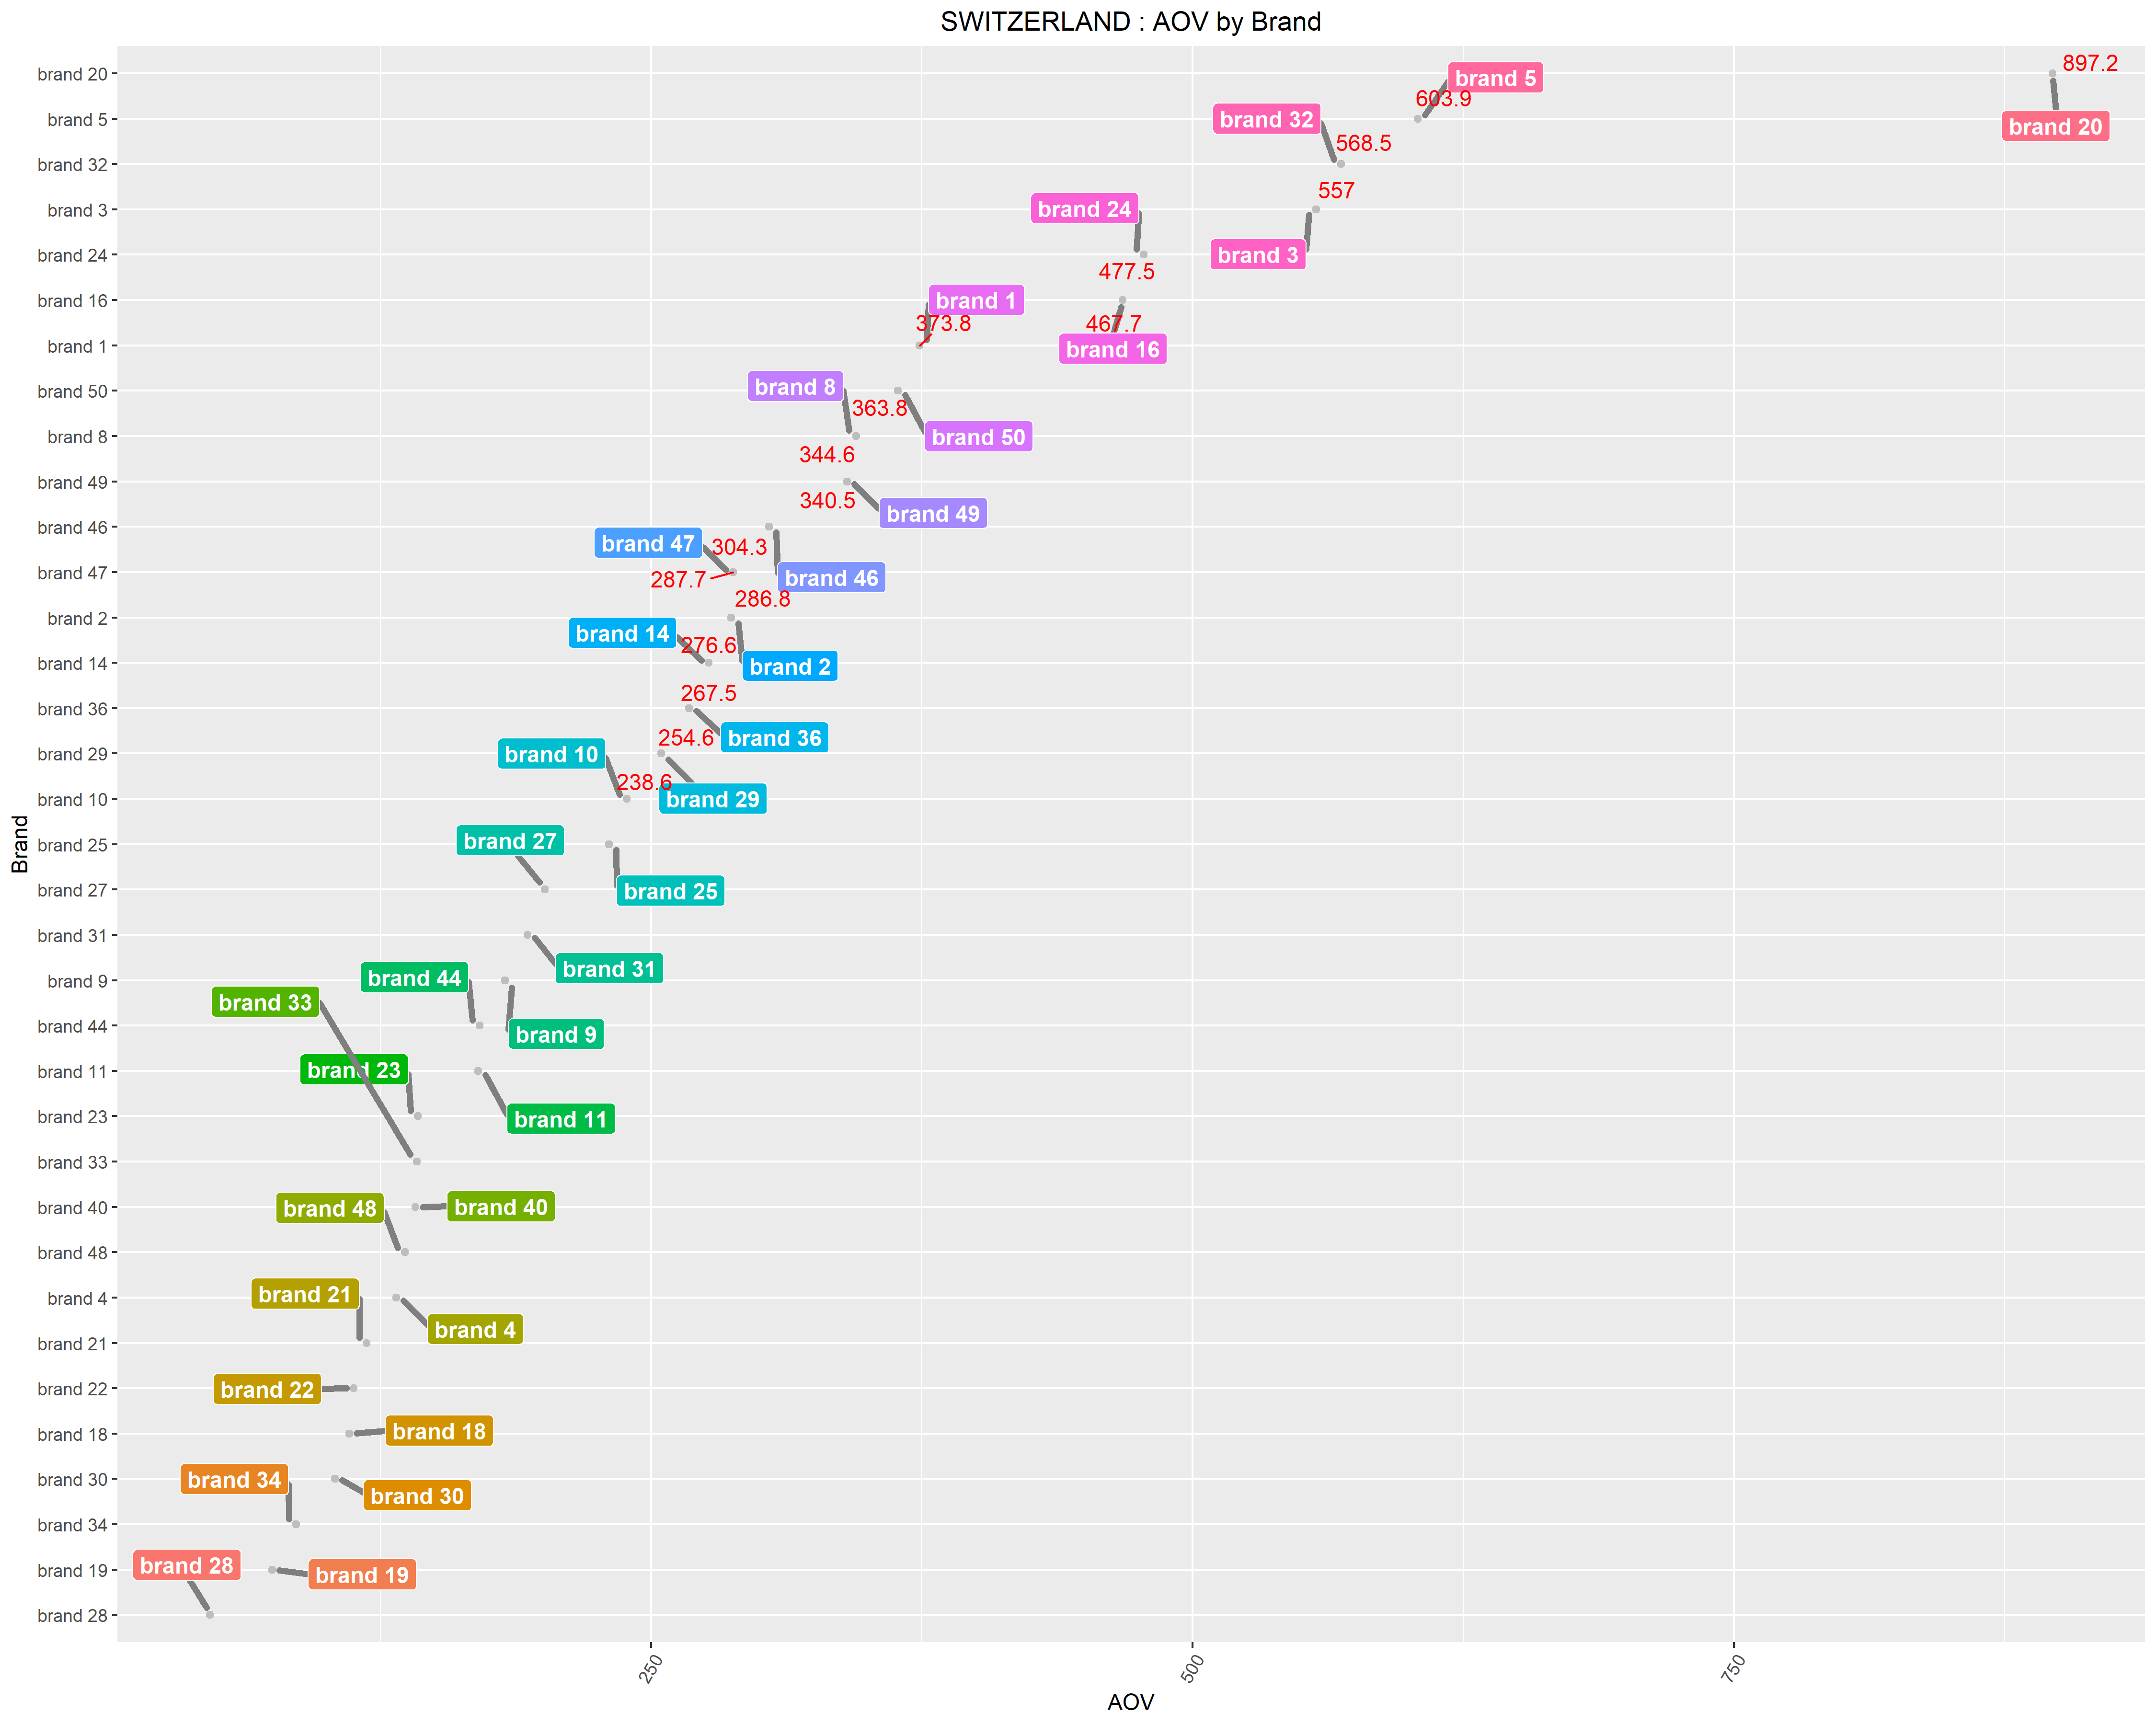 SWITZERLAND : AOV by Brand
brand 20
897.2
brand 5
603.9
brand 20
brand 5
brand 32
568.5
brand 32
557
brand 3
brand 24
brand 24
brand 3
477.5
brand 16
brand 1
373.8
467.7
brand 1
brand 16
brand 50
brand 8
363.8
brand 8
brand 50
344.6
brand 49
340.5
brand 49
brand 46
brand 47
304.3
brand 47
287.7
brand 46
286.8
brand 2
brand 14
276.6
brand 14
brand 2
267.5
brand 36
254.6
brand 36
brand 29
brand 10
238.6
brand 10
brand 29
brand 25
brand 27
brand 27
brand 25
brand 31
brand 31
brand 9
brand 44
brand 33
brand 44
brand 9
brand 11
brand 23
brand 23
brand 11
brand 33
brand 40
brand 48
brand 40
brand 48
brand 4
brand 21
brand 4
brand 21
brand 22
brand 22
brand 18
brand 18
brand 30
brand 34
brand 30
brand 34
brand 19
brand 28
brand 19
brand 28
Brand
250
500
750
AOV